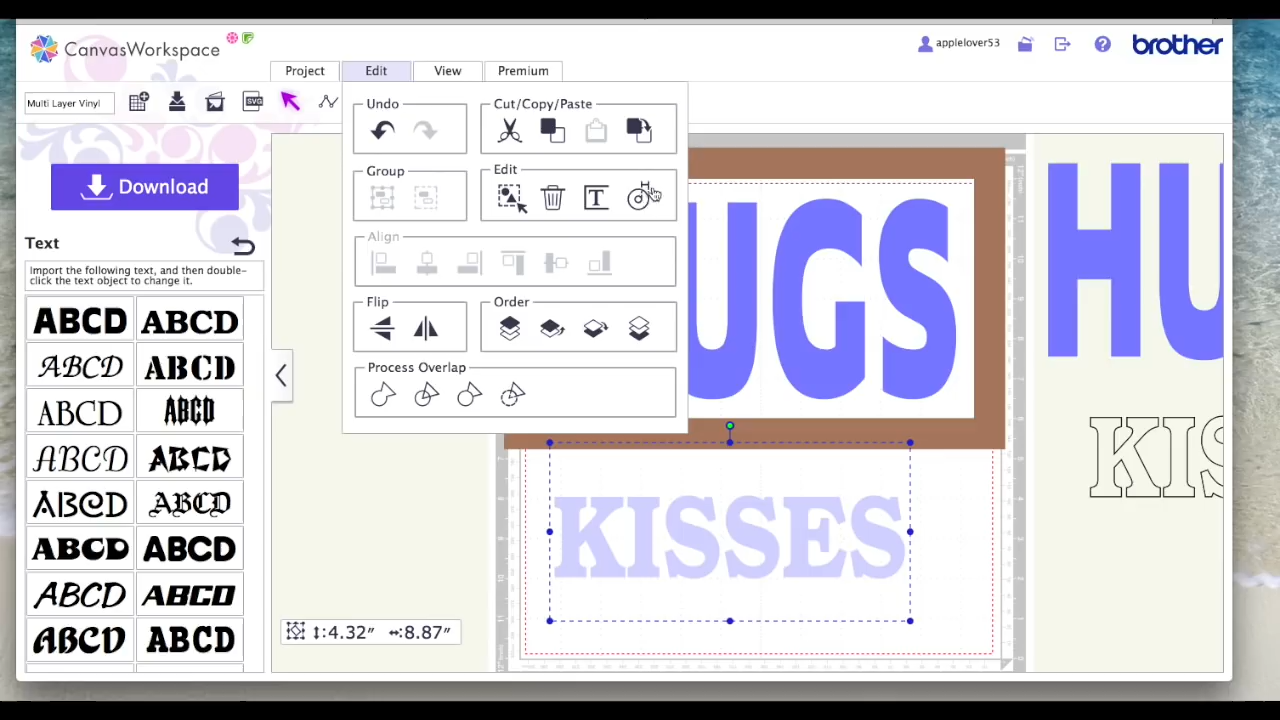 CanvasWorkspace
applelover53
brother
Project
Edit
View
Premium
Multi Layer Vinyl
SVG
Undo
Cut/Copy/Paste
Group
Edit
Align
Flip
Order
Process Overlap
Download
Text
Import the following text, and then double-
click the text object to change it.
ABCD ABCD
ABCD ABCD
ABCD ABCD
ABCD ABCD
ABCD ABCD
ABCD ABCD
ABCD ABCD
ABCD ABCD
UGS
HU
KISSES
KIS
↕:4.32″ ↔:8.87″